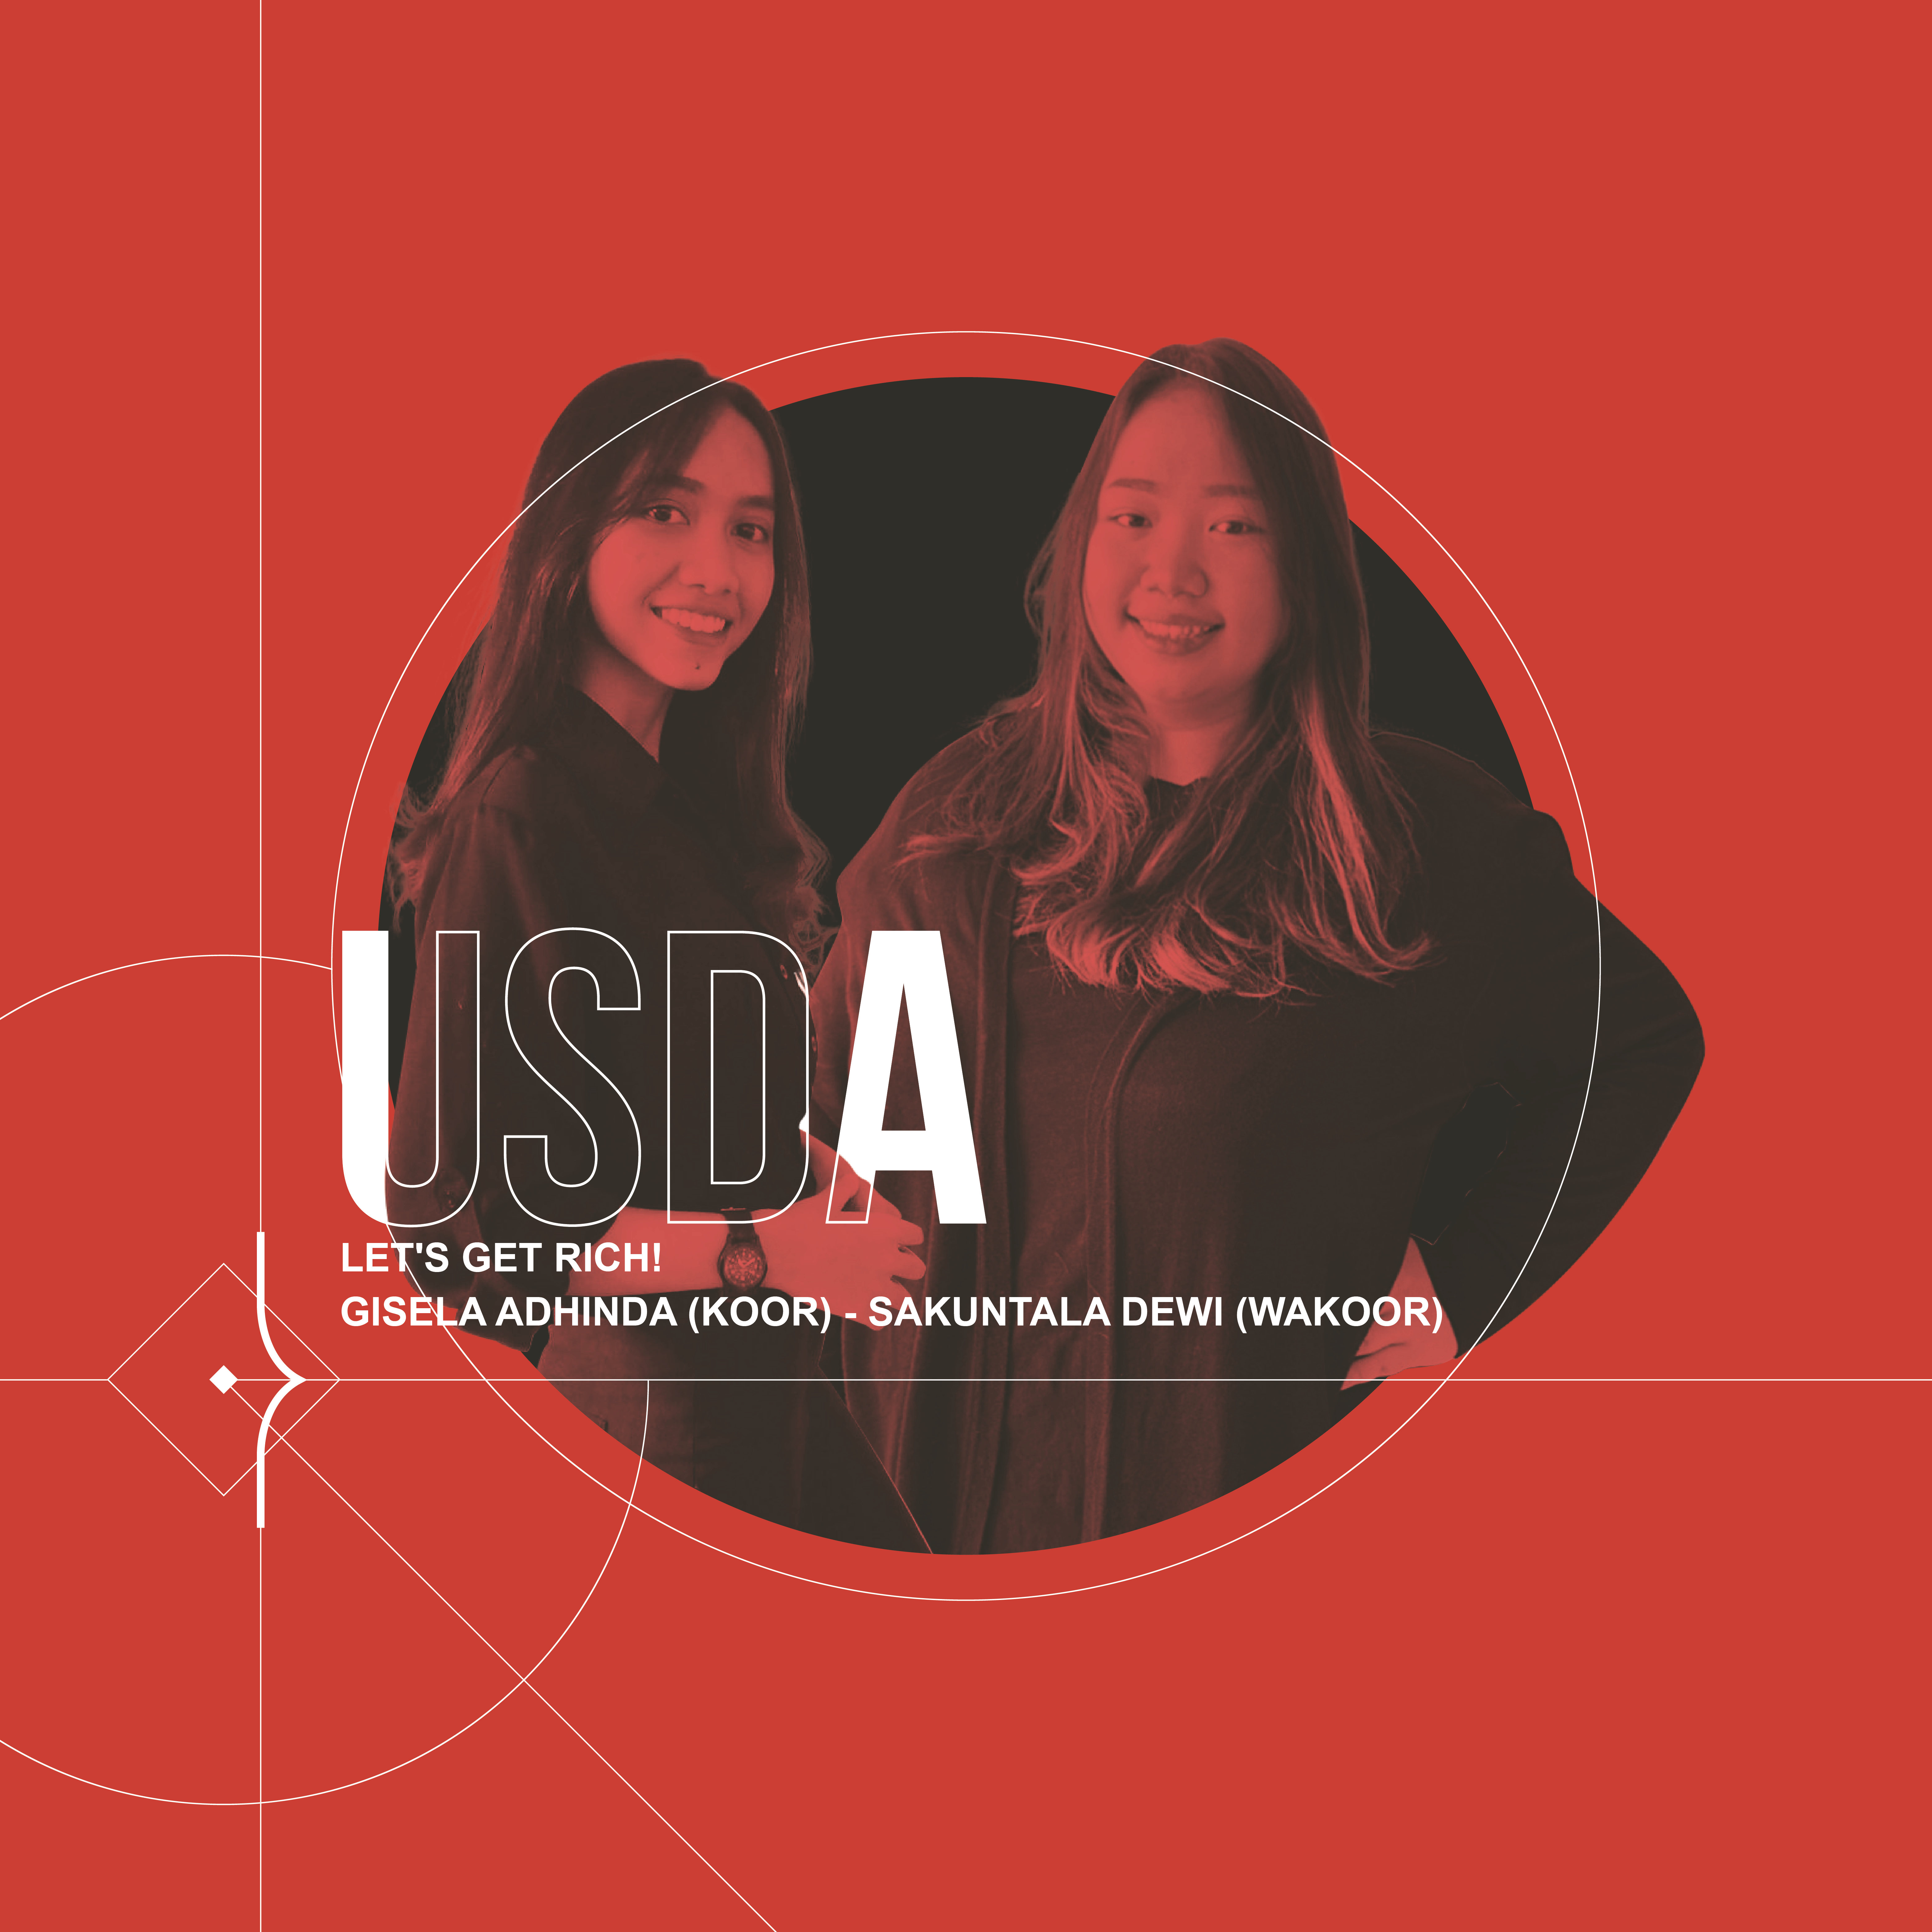 USDA
LET'S GET RICH!
GISELA ADHINDA (KOOR) - SAKUNTALA DEWI (WAKOOR)